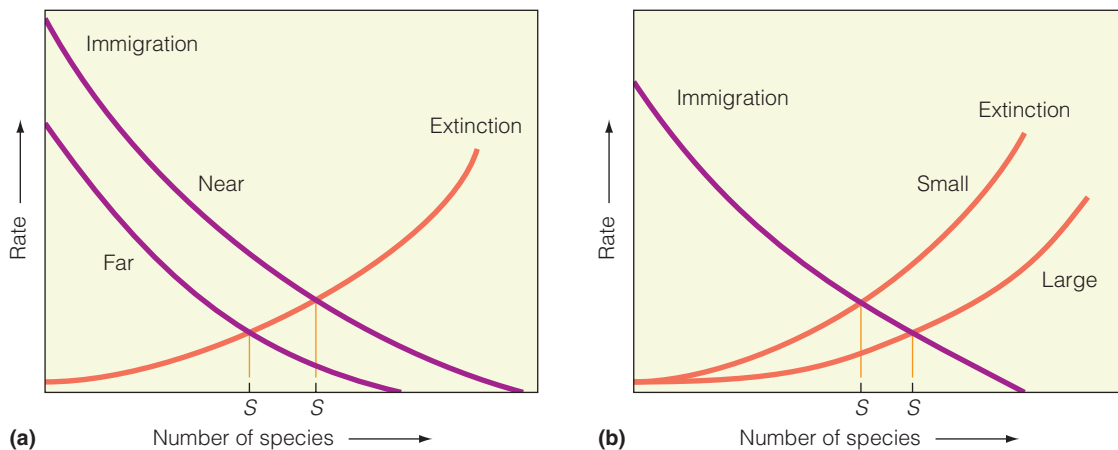 Immigration
Extinction
Near
Far
Rate
S S
(a) Number of species
Immigration
Extinction
Small
Large
Rate
S S
(b) Number of species